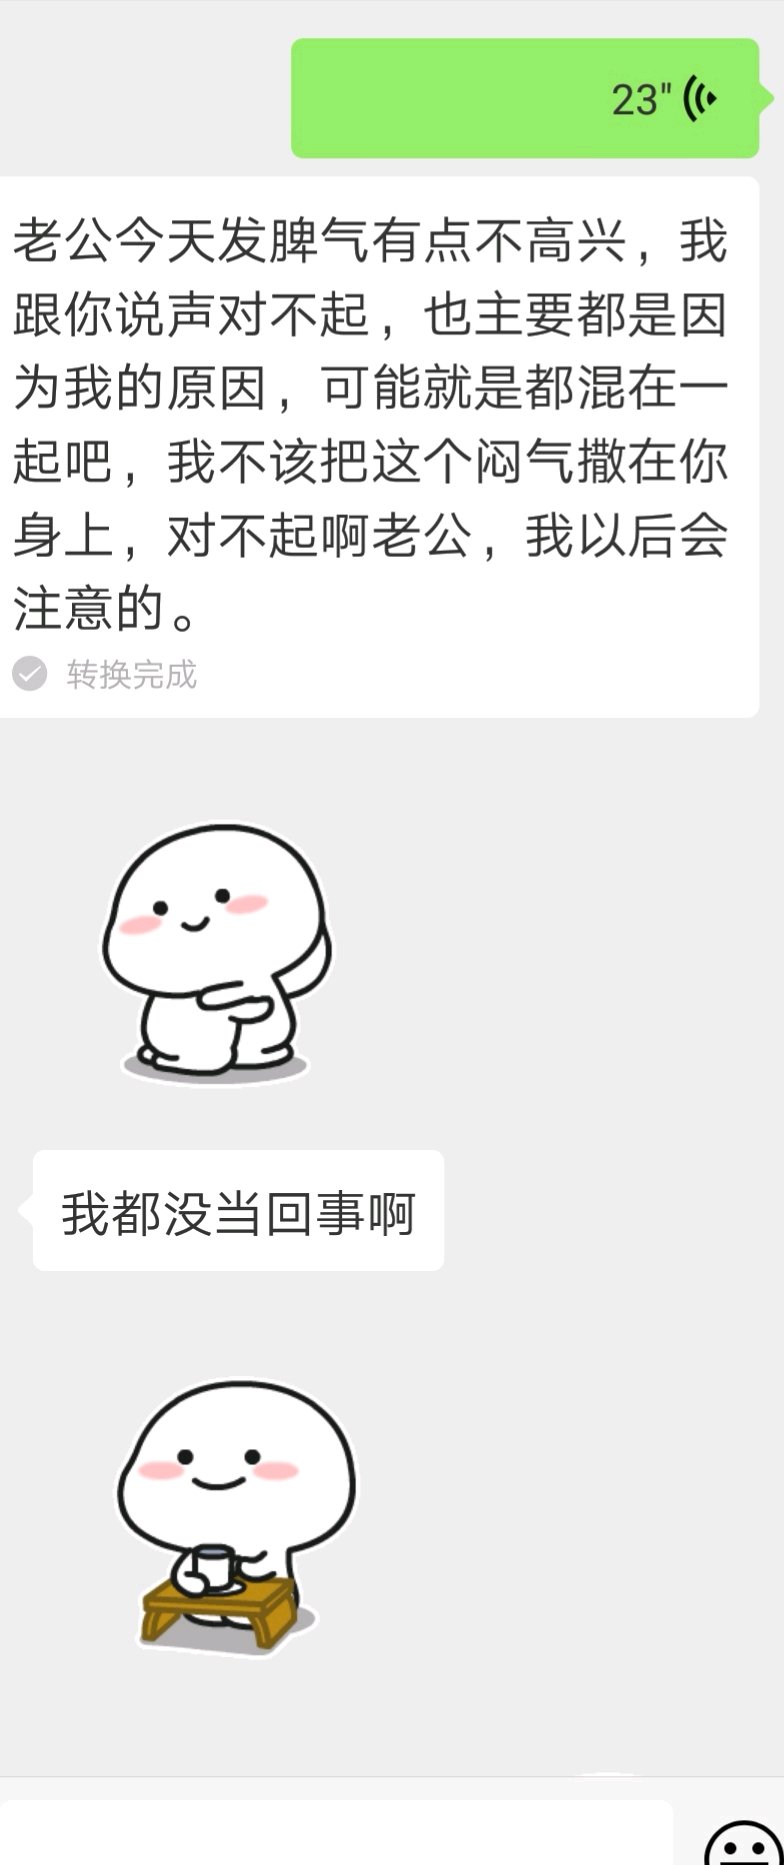 23"
老公今天发脾气有点不高兴，我
跟你说声对不起，也主要都是因
为我的原因，可能就是都混在一
起吧，我不该把这个闷气撒在你
身上，对不起啊老公，我以后会
注意的。
转换完成
我都没当回事啊